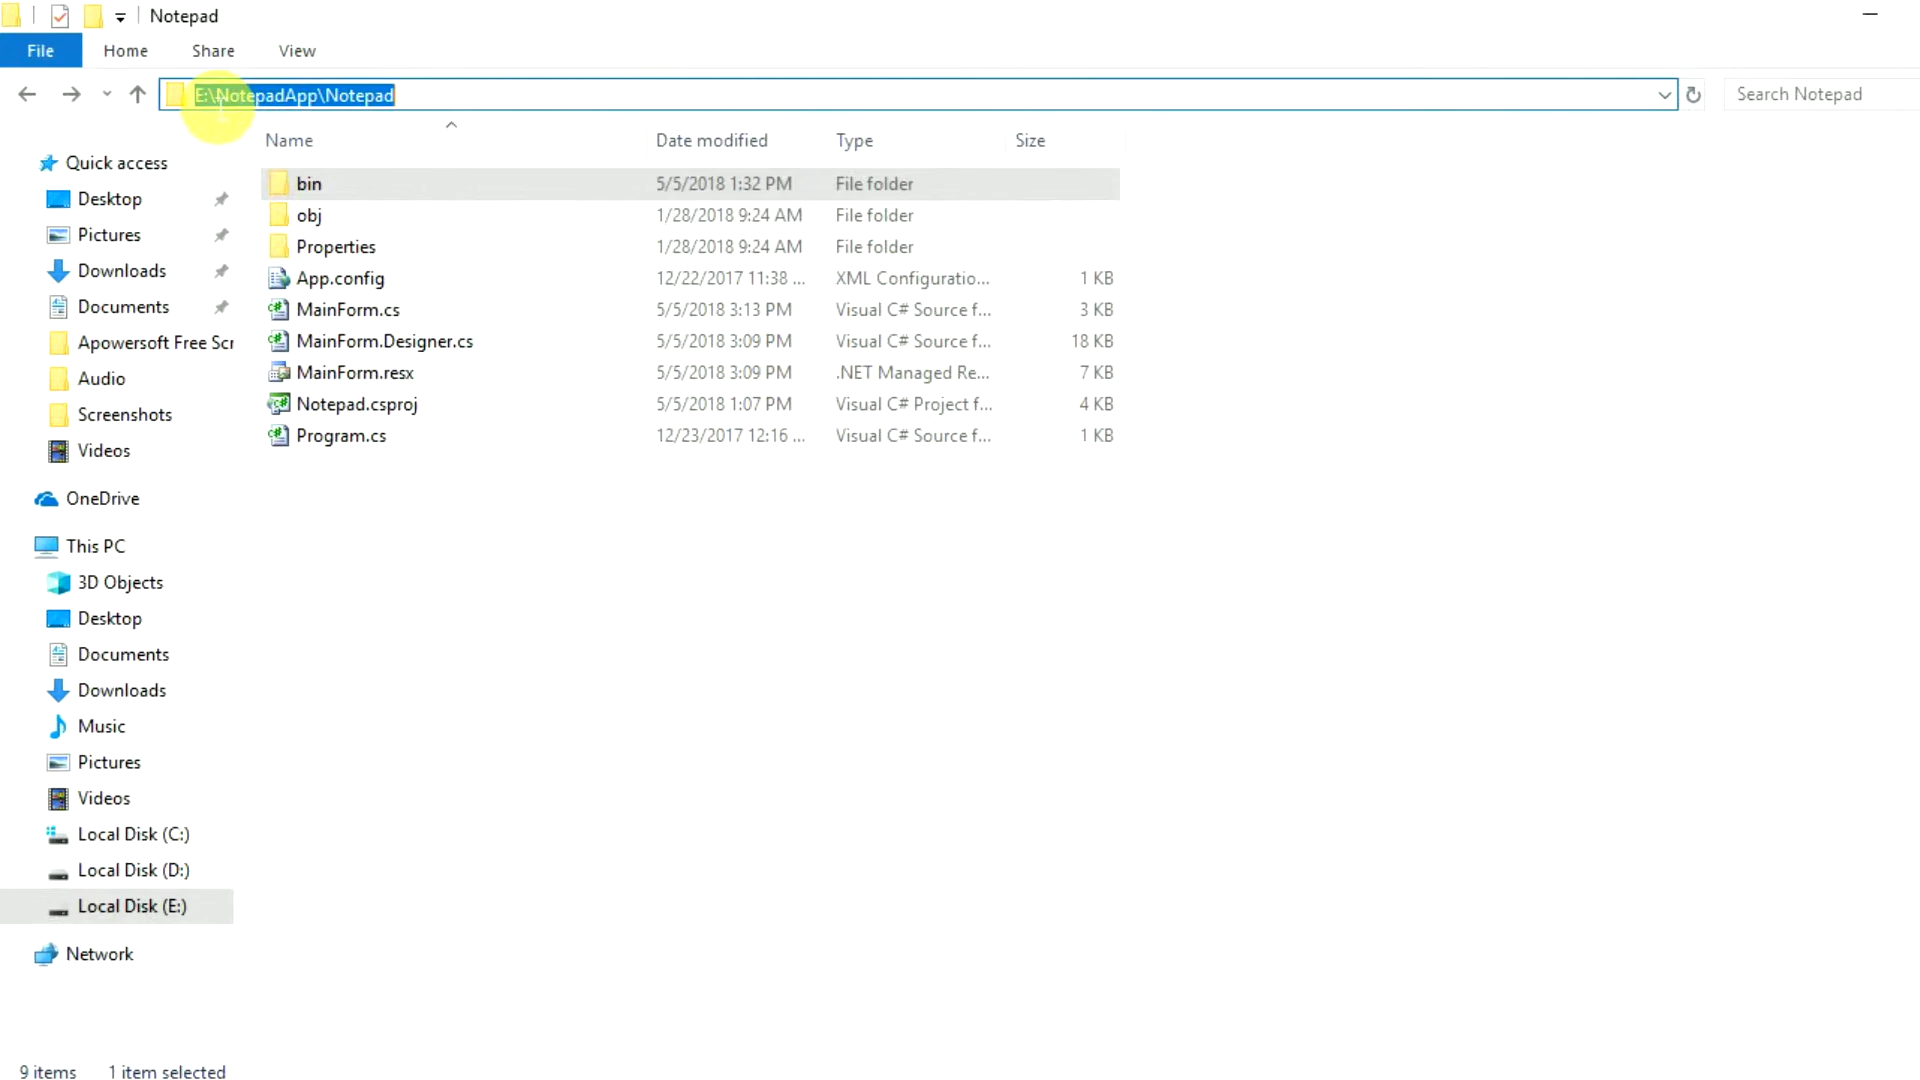 Notepad
File Home Share View
E:\NotepadApp\Notepad
Search Notepad
Name Date modified Type Size
Quick access
Desktop
Pictures
Downloads
Documents
Apowersoft Free Scr
Audio
Screenshots
Videos
OneDrive
This PC
3D Objects
Desktop
Documents
Downloads
Music
Pictures
Videos
Local Disk (C:)
Local Disk (D:)
Local Disk (E:)
Network
bin 5/5/2018 1:32 PM File folder
obj 1/28/2018 9:24 AM File folder
Properties 1/28/2018 9:24 AM File folder
App.config 12/22/2017 11:38 ... XML Configuratio... 1 KB
MainForm.cs 5/5/2018 3:13 PM Visual C# Source f... 3 KB
MainForm.Designer.cs 5/5/2018 3:09 PM Visual C# Source f... 18 KB
MainForm.resx 5/5/2018 3:09 PM .NET Managed Re... 7 KB
Notepad.csproj 5/5/2018 1:07 PM Visual C# Project f... 4 KB
Program.cs 12/23/2017 12:16 ... Visual C# Source f... 1 KB
9 items 1 item selected